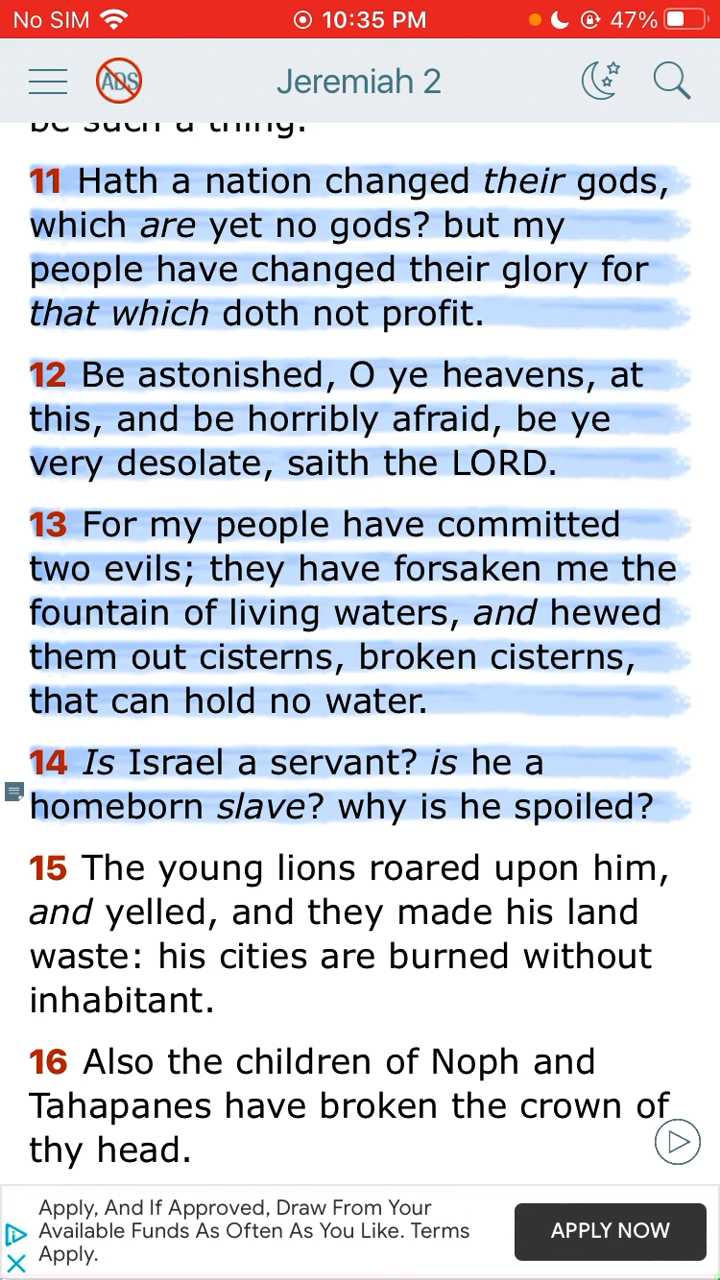 No SIM 10:35 PM 47%
ADS Jeremiah 2
be such a thing.
11 Hath a nation changed their gods,
which are yet no gods? but my
people have changed their glory for
that which doth not profit.
12 Be astonished, O ye heavens, at
this, and be horribly afraid, be ye
very desolate, saith the LORD.
13 For my people have committed
two evils; they have forsaken me the
fountain of living waters, and hewed
them out cisterns, broken cisterns,
that can hold no water.
14 Is Israel a servant? is he a
homeborn slave? why is he spoiled?
15 The young lions roared upon him,
and yelled, and they made his land
waste: his cities are burned without
inhabitant.
16 Also the children of Noph and
Tahapanes have broken the crown of
thy head.
Apply, And If Approved, Draw From Your
Available Funds As Often As You Like. Terms
Apply.
APPLY NOW